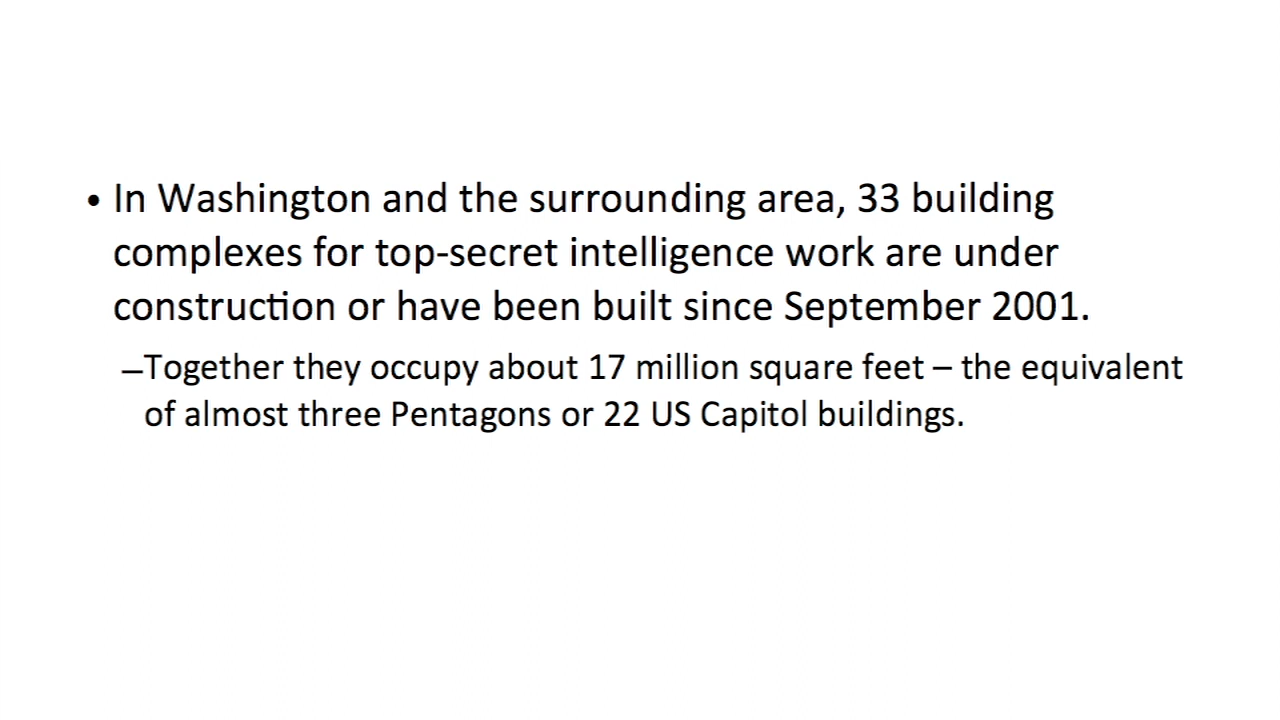 • In Washington and the surrounding area, 33 building
complexes for top-secret intelligence work are under
construction or have been built since September 2001.
–Together they occupy about 17 million square feet – the equivalent
of almost three Pentagons or 22 US Capitol buildings.